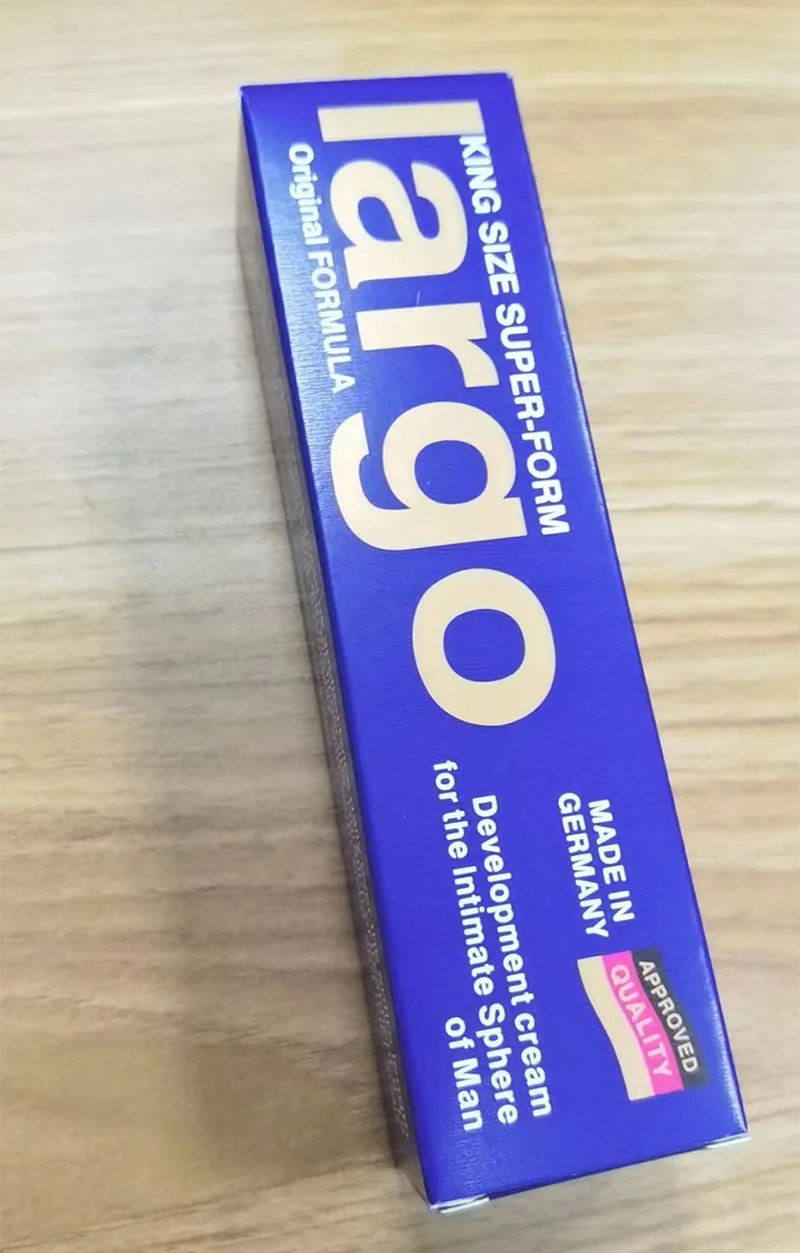 KING SIZE SUPER-FORM
largo
Original FORMULA
MADE IN
GERMANY
APPROVED
QUALITY
Development cream
for the Intimate Sphere
of Man